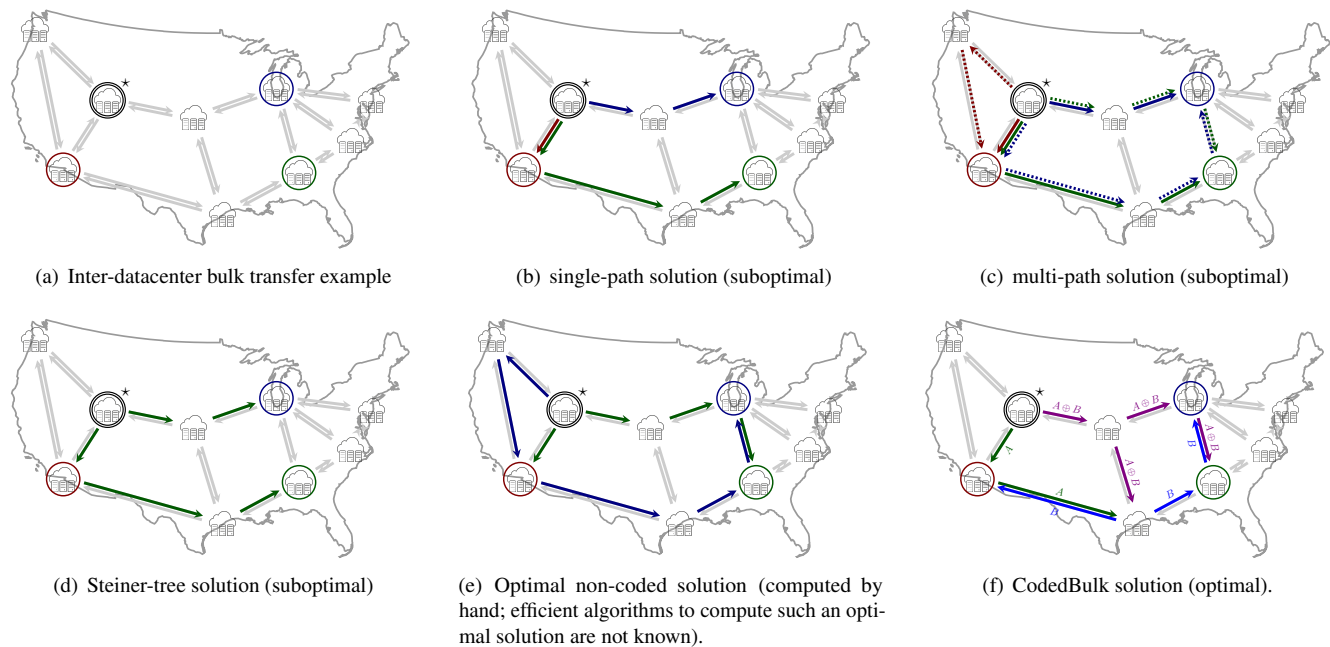 (a) Inter-datacenter bulk transfer example
(b) single-path solution (suboptimal)
(c) multi-path solution (suboptimal)
A⊕B
A⊕B
A
A⊕B
A⊕B
B
A
B
B
(d) Steiner-tree solution (suboptimal)
(e) Optimal non-coded solution (computed by
hand; efficient algorithms to compute such an opti-
mal solution are not known).
(f) CodedBulk solution (optimal).